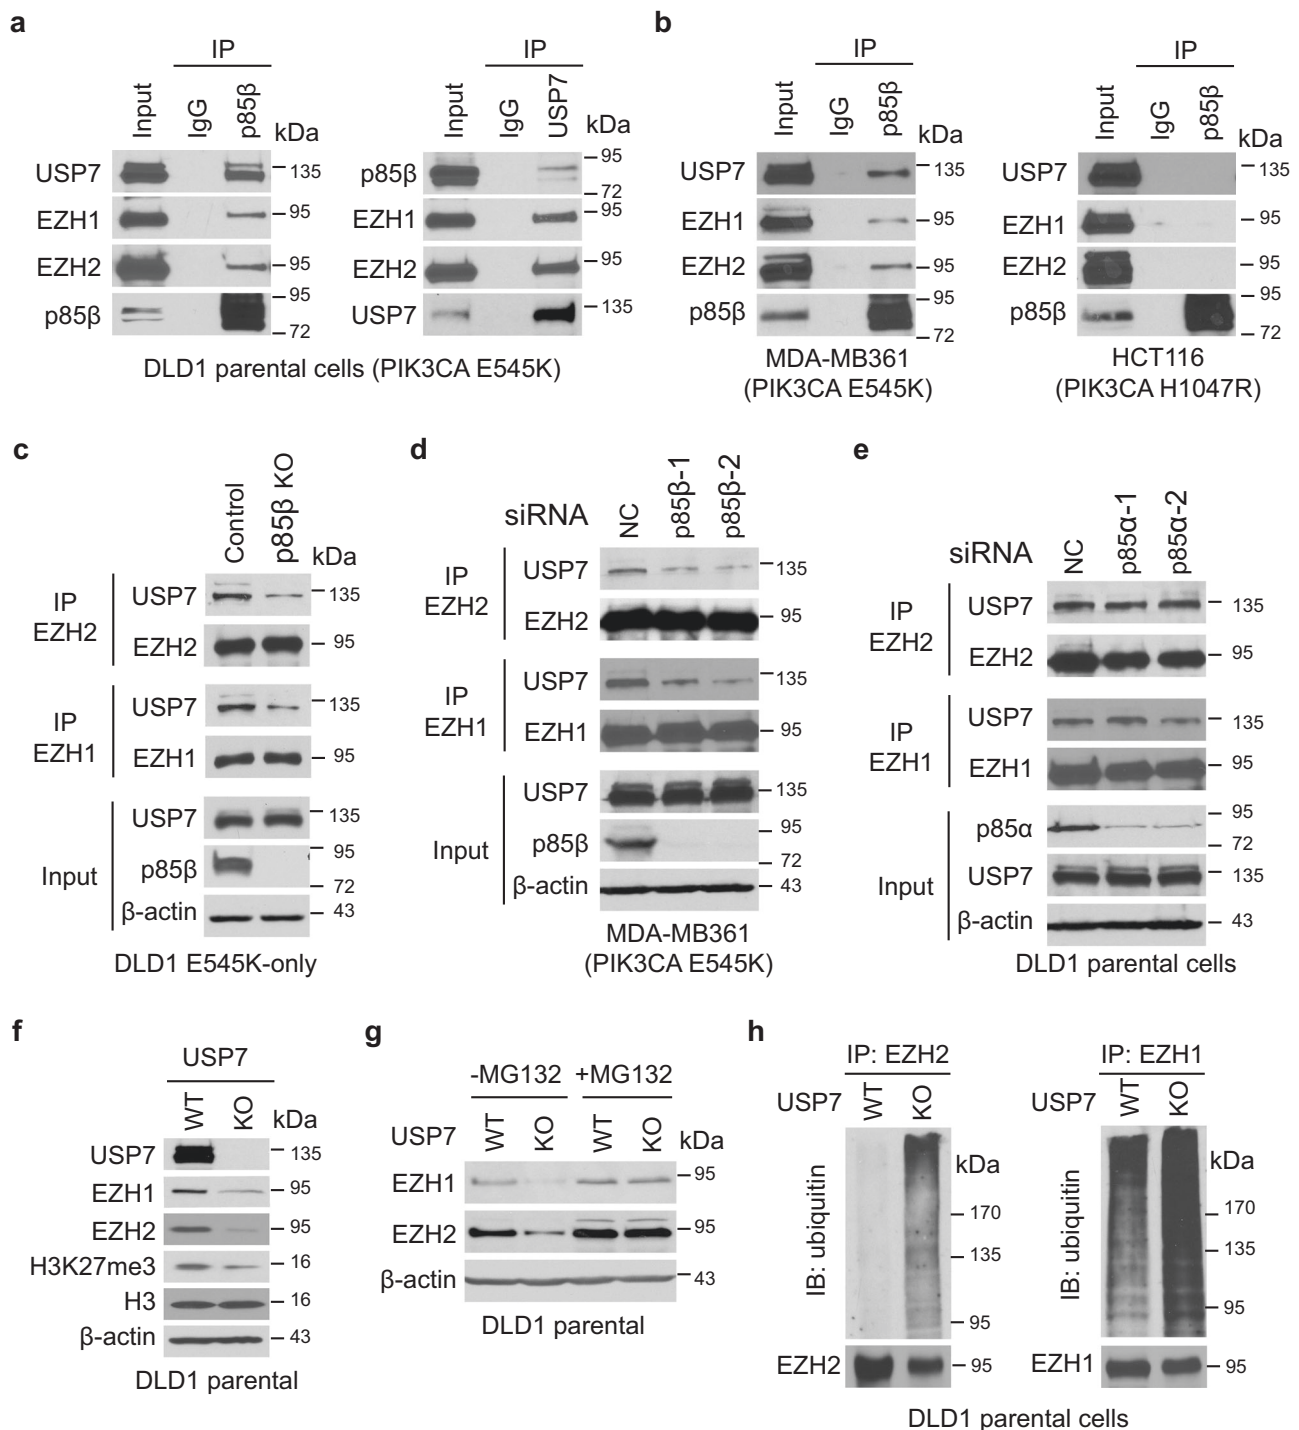 a
IP
Input
IgG
p85β
kDa
USP7
135
EZH1
95
EZH2
95
p85β
95
72
IP
Input
IgG
USP7
kDa
p85β
95
72
EZH1
95
EZH2
95
USP7
135
DLD1 parental cells (PIK3CA E545K)
b
IP
Input
IgG
p85β
kDa
USP7
135
EZH1
95
EZH2
95
p85β
95
72
MDA-MB361
(PIK3CA E545K)
IP
Input
IgG
p85β
kDa
USP7
135
EZH1
95
EZH2
95
p85β
95
72
HCT116
(PIK3CA H1047R)
c
Control
p85β KO
kDa
IP
EZH2
USP7
135
EZH2
95
IP
EZH1
USP7
135
EZH1
95
Input
USP7
135
p85β
95
72
β-actin
43
DLD1 E545K-only
d
siRNA
NC
p85β-1
p85β-2
IP
EZH2
USP7
135
EZH2
95
IP
EZH1
USP7
135
EZH1
95
Input
USP7
135
p85β
95
72
β-actin
43
MDA-MB361
(PIK3CA E545K)
e
siRNA
NC
p85α-1
p85α-2
IP
EZH2
USP7
135
EZH2
95
IP
EZH1
USP7
135
EZH1
95
Input
p85α
95
72
USP7
135
β-actin
43
DLD1 parental cells
f
USP7
WT
KO
kDa
USP7
135
EZH1
95
EZH2
95
H3K27me3
16
H3
16
β-actin
43
DLD1 parental
g
-MG132 +MG132
USP7
WT
KO
WT
KO
kDa
EZH1
95
EZH2
95
β-actin
43
DLD1 parental
h
IP: EZH2
USP7
WT
KO
kDa
IB: ubiquitin
170
135
95
EZH2
95
IP: EZH1
USP7
WT
KO
kDa
IB: ubiquitin
170
135
95
EZH1
95
DLD1 parental cells